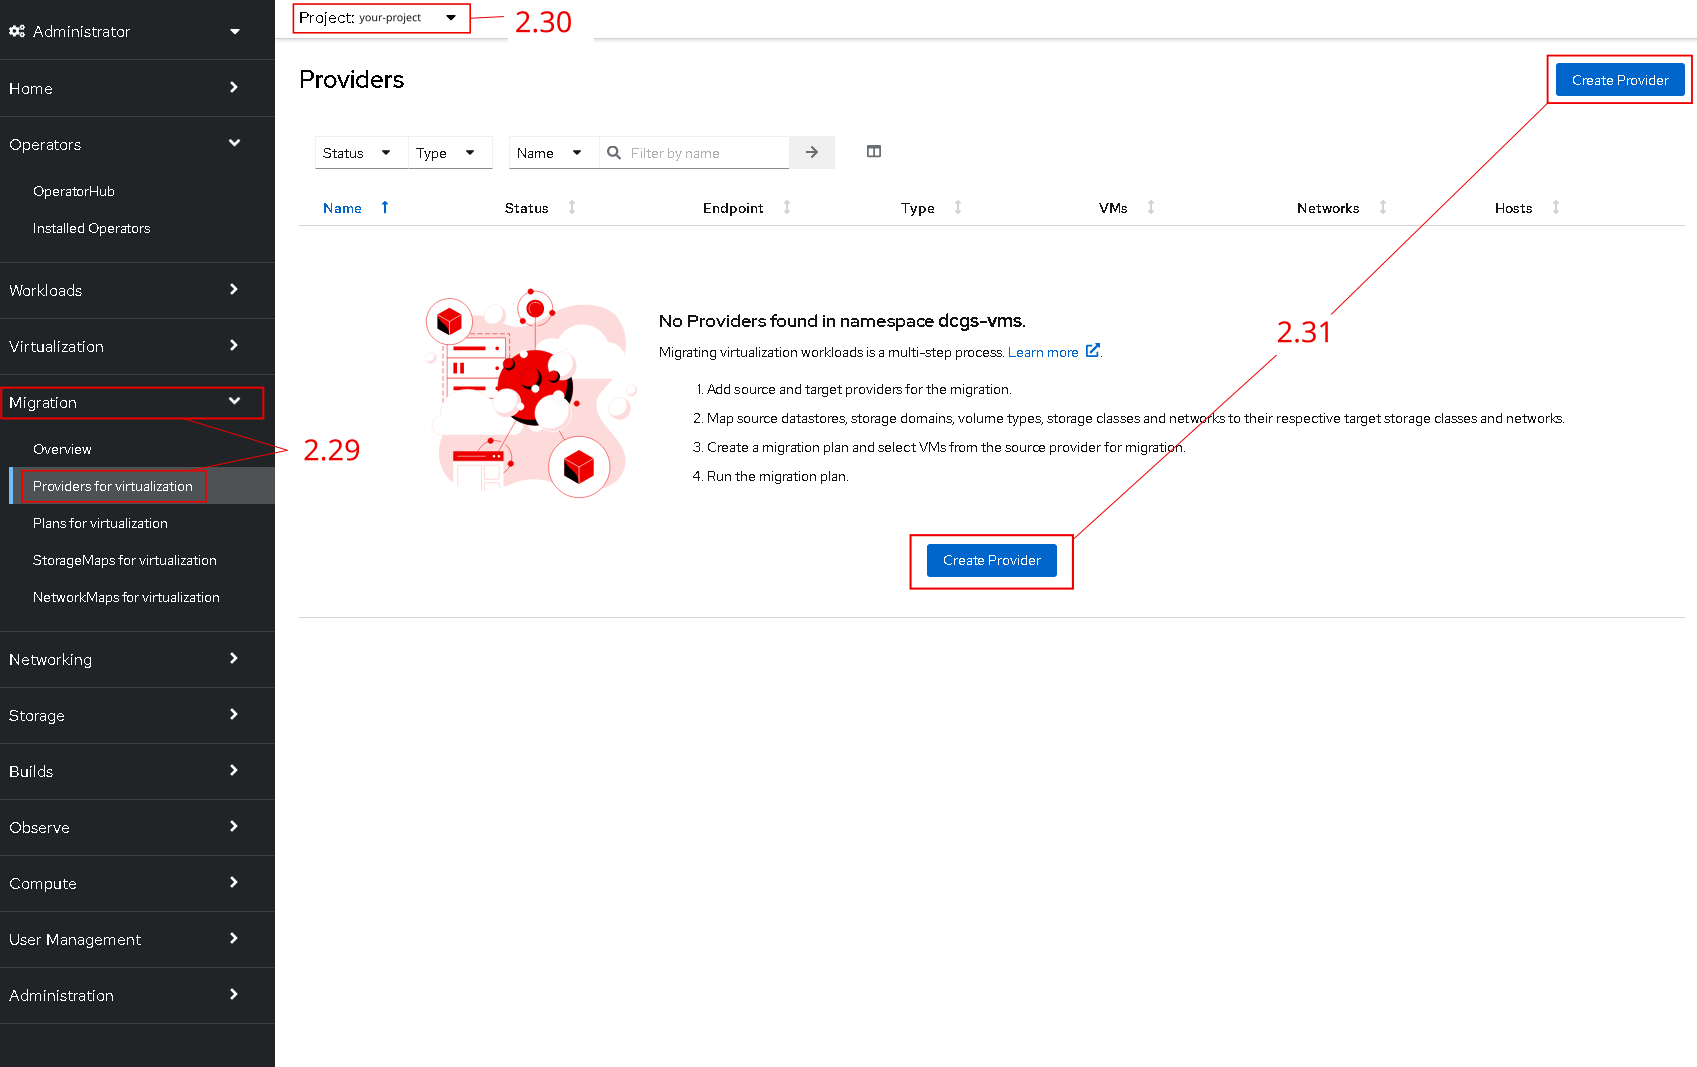 Administrator
Home
Operators
OperatorHub
Installed Operators
Workloads
Virtualization
Migration
2.29
Overview
Providers for virtualization
Plans for virtualization
StorageMaps for virtualization
NetworkMaps for virtualization
Networking
Storage
Builds
Observe
Compute
User Management
Administration
Project: your-project
2.30
Providers
Create Provider
Status Type Name Filter by name
Name Status Endpoint Type VMs Networks Hosts
No Providers found in namespace dcgs-vms.
2.31
Migrating virtualization workloads is a multi-step process. Learn more .
1. Add source and target providers for the migration.
2. Map source datastores, storage domains, volume types, storage classes and networks to their respective target storage classes and networks.
3. Create a migration plan and select VMs from the source provider for migration.
4. Run the migration plan.
Create Provider